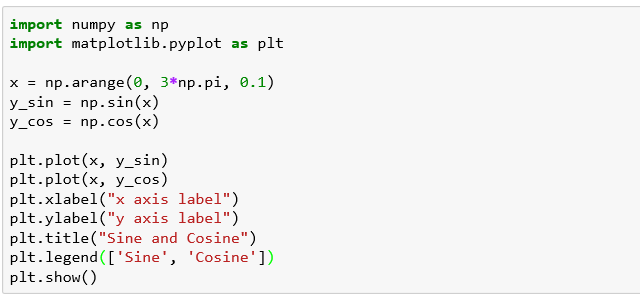 import numpy as np
import matplotlib.pyplot as plt
x = np.arange(0, 3*np.pi, 0.1)
y_sin = np.sin(x)
y_cos = np.cos(x)
plt.plot(x, y_sin)
plt.plot(x, y_cos)
plt.xlabel("x axis label")
plt.ylabel("y axis label")
plt.title("Sine and Cosine")
plt.legend(['Sine', 'Cosine'])
plt.show()